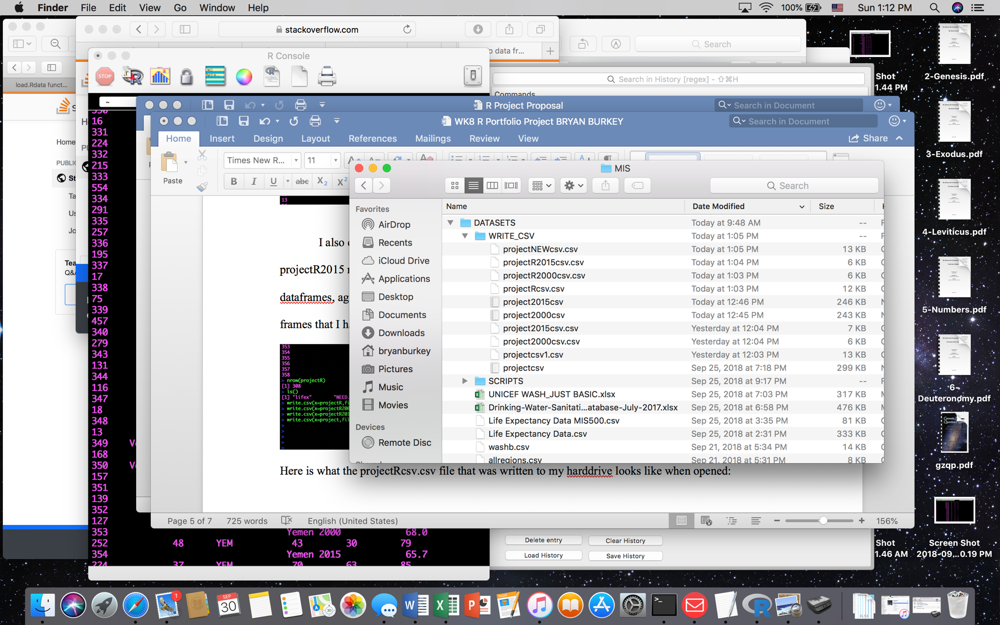 Finder File Edit View Go Window Help
100% Sun 1:12 PM
stackoverflow.com
Search
p data fr...
R Console
STOP
load.Rdata funct...
Search in History [regex] - ⇧⌘H
Commands
~
R Project Proposal
Search in Document
WK8 R Portfolio Project BRYAN BURKEY
Search in Document
Home Insert Design Layout References Mailings Review View
Share
Times New R... 11
Paste
B I U abc X2 X2
MIS
Search
Favorites
AirDrop
Recents
iCloud Drive
Applications
Desktop
Documents
Downloads
bryanburkey
Pictures
Music
Movies
Devices
Remote Disc
Name Date Modified Size
DATASETS Today at 9:48 AM --
WRITE_CSV Today at 1:05 PM --
projectNEWcsv.csv Today at 1:05 PM 13 KB
projectR2015csv.csv Today at 1:04 PM 6 KB
projectR2000csv.csv Today at 1:03 PM 6 KB
projectRcsv.csv Today at 1:03 PM 12 KB
project2015csv Today at 12:46 PM 246 KB
project2000csv Today at 12:45 PM 243 KB
project2015csv.csv Yesterday at 12:04 PM 7 KB
project2000csv.csv Yesterday at 12:04 PM 6 KB
projectcsv1.csv Yesterday at 12:03 PM 13 KB
projectcsv Sep 25, 2018 at 7:18 PM 299 KB
SCRIPTS Sep 25, 2018 at 9:17 PM --
UNICEF WASH_JUST BASIC.xlsx Sep 25, 2018 at 7:03 PM 317 KB
Drinking-Water-Sanitati...atabase-July-2017.xlsx Sep 25, 2018 at 6:58 PM 476 KB
Life Expectancy Data MIS500.csv Sep 25, 2018 at 3:35 PM 81 KB
Life Expectancy Data.csv Sep 25, 2018 at 2:31 PM 333 KB
washb.csv Sep 21, 2018 at 5:34 PM 14 KB
allregions.csv Sep 21, 2018 at 5:31 PM 8 KB
Home
PUBLIC
St
Ta
Us
Jo
Tea
Q&A
330
16
331
224
332
215
333
554
334
291
335
257
336
195
337
17
338
75
339
457
340
279
343
131
344
116
347
18
348
13
349 Ve
168
350 Ve
157
351
139
352
127
353 Yemen 2000 68.0
252 48 YEM 43 30 79
354 Yemen 2015 65.7
224 37 YEM 70 63 85
13
I also
projectR2015
dataframes, ag
frames that I h
353
354
355
356
357
358
> nrow(projectR)
[1] 308
> ls()
[1] "lifex" "NEED.
> write.csv(x=projectR,fi
> write.csv(x=projectR200
> write.csv(x=projectR201
> write.csv(x=project,fil
>
>
>
>
>
Here is what the projectRcsv.csv file that was written to my harddrive looks like when opened:
Page 5 of 7 725 words English (United States) 156%
Delete entry Clear History
Load History Save History
Shot
1.44 PM
2-Genesis.pdf
3-Exodus.pdf
4-Leviticus.pdf
5-Numbers.pdf
6-
Deuteronomy.pdf
gzqp.pdf
Shot
1.46 AM
Screen Shot
2018-09...0.19 PM
1
SEP
30
3D
PAGES
XLSX